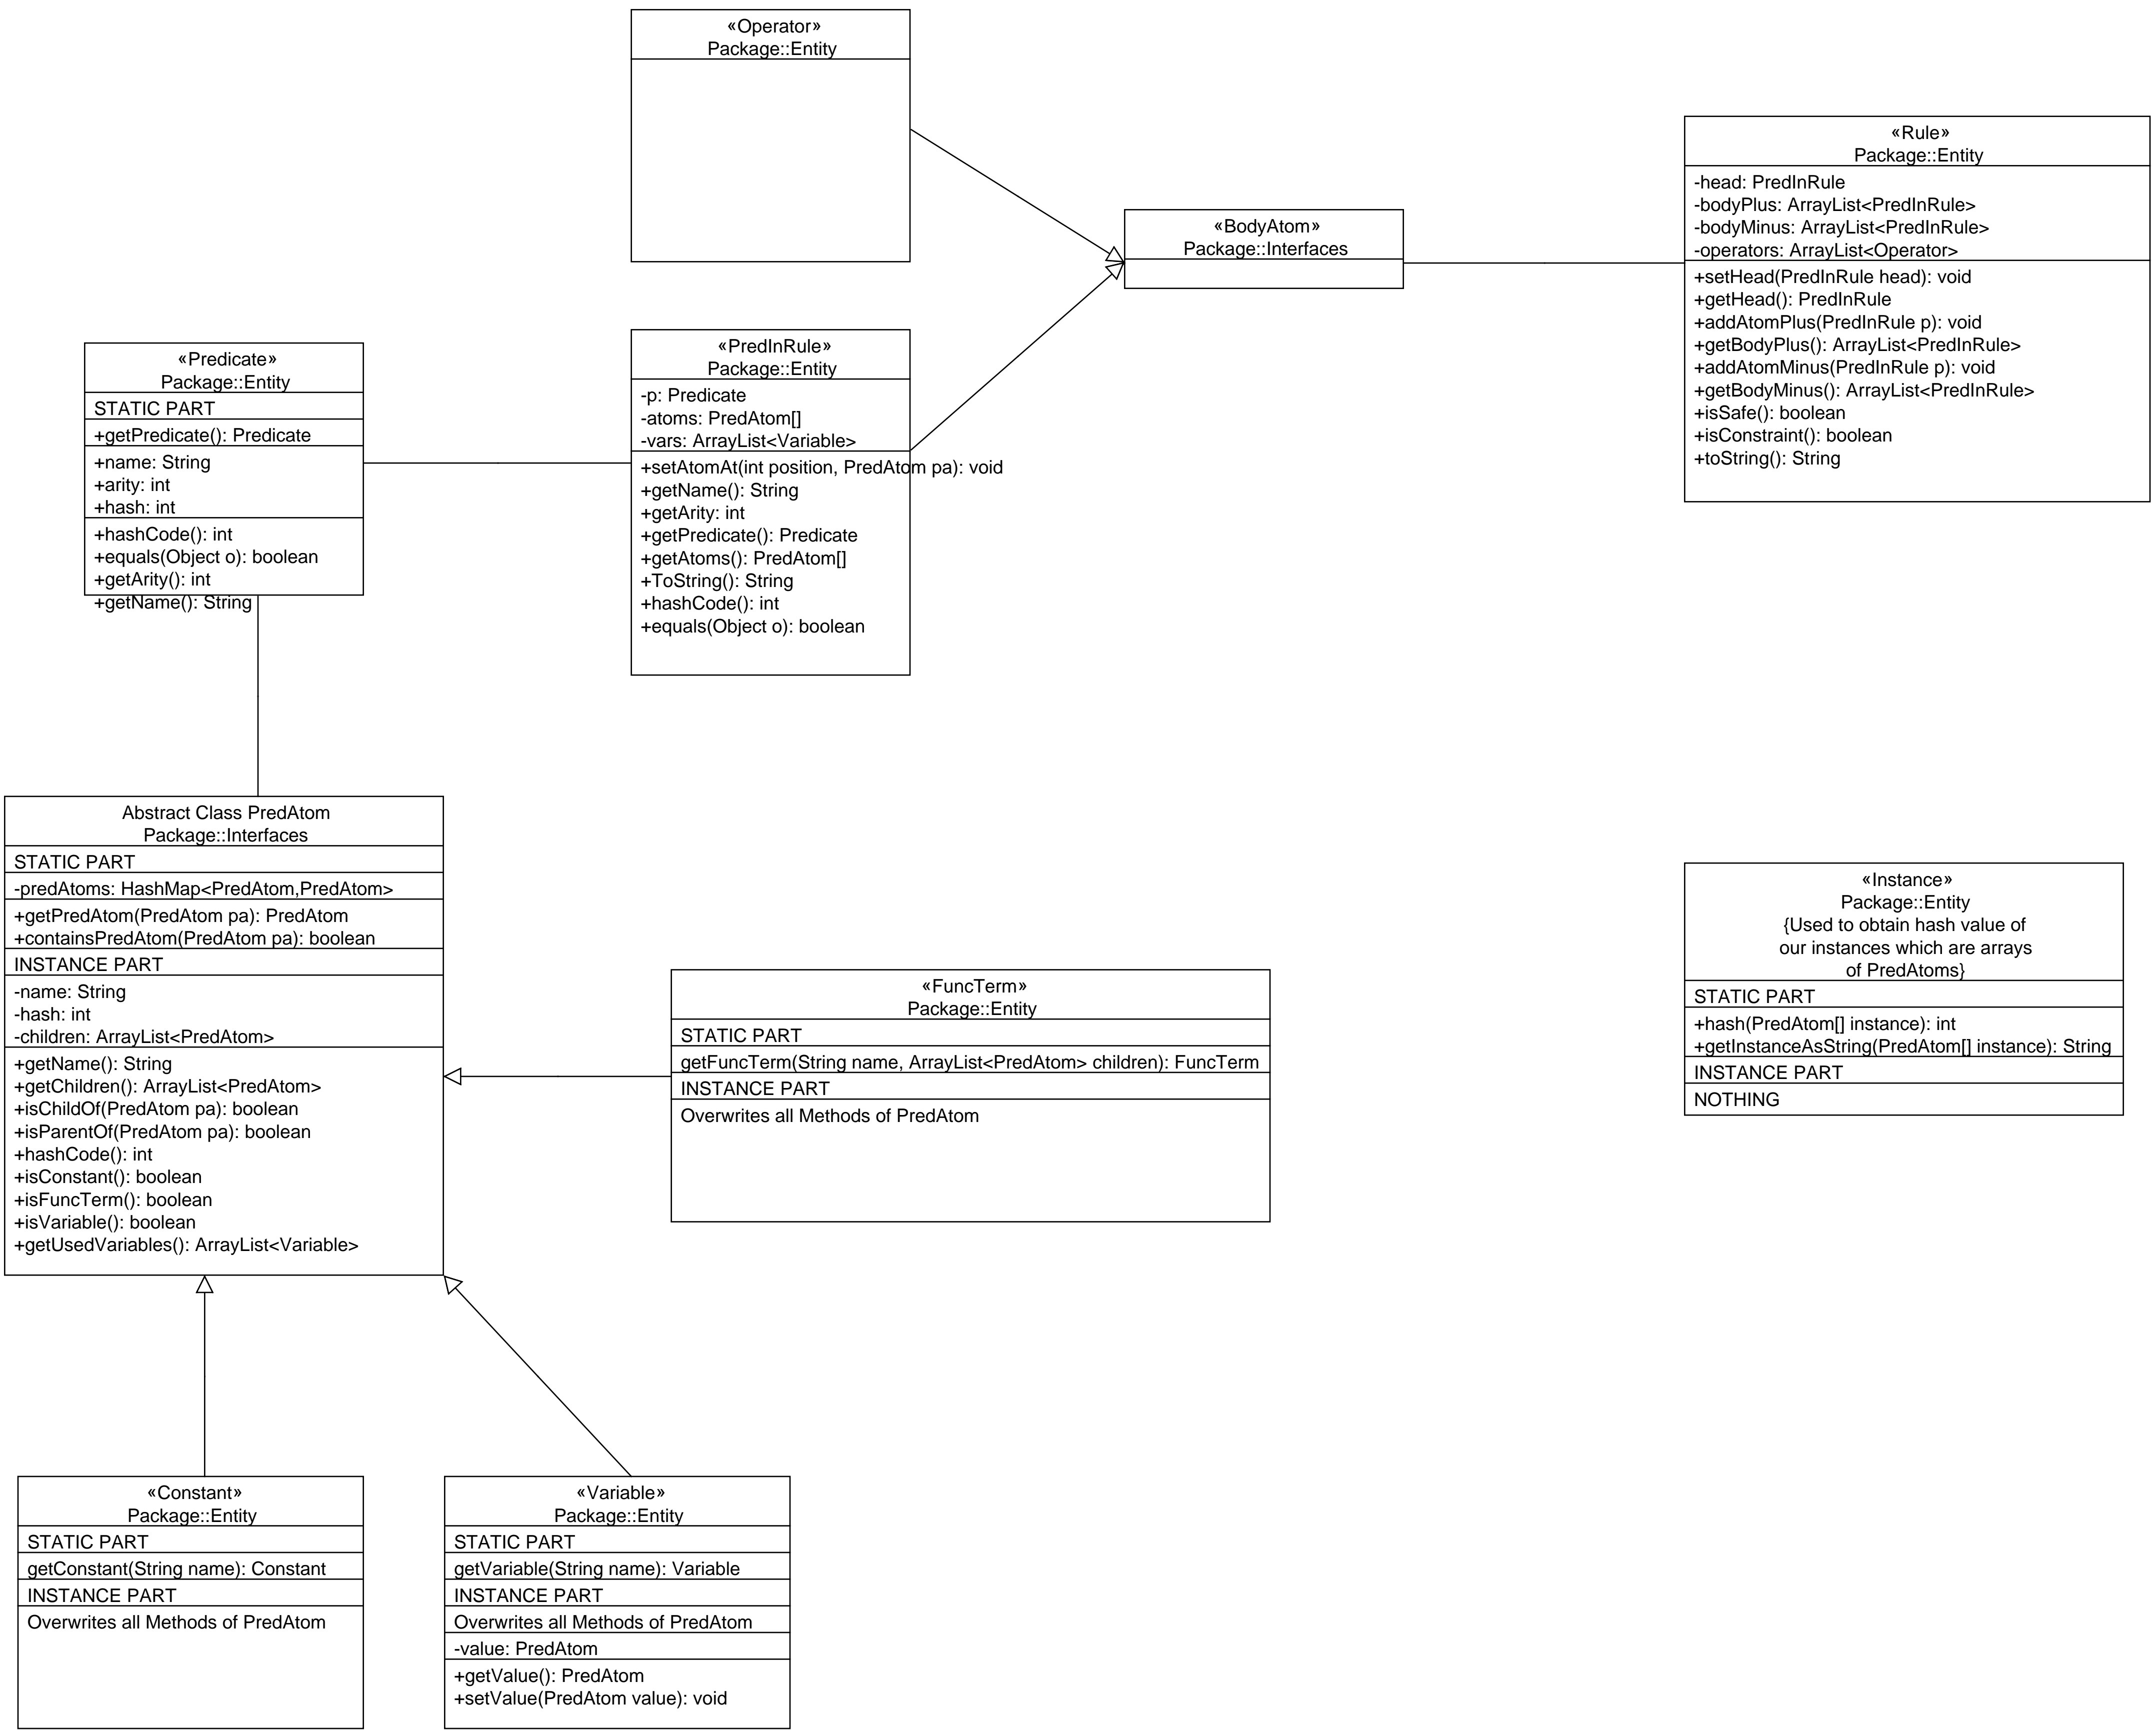 «Operator»
Package::Entity
«Rule»
Package::Entity
-head: PredInRule
-bodyPlus: ArrayList<PredInRule>
-bodyMinus: ArrayList<PredInRule>
-operators: ArrayList<Operator>
+setHead(PredInRule head): void
+getHead(): PredInRule
+addAtomPlus(PredInRule p): void
+getBodyPlus(): ArrayList<PredInRule>
+addAtomMinus(PredInRule p): void
+getBodyMinus(): ArrayList<PredInRule>
+isSafe(): boolean
+isConstraint(): boolean
+toString(): String
«BodyAtom»
Package::Interfaces
«Predicate»
Package::Entity
STATIC PART
+getPredicate(): Predicate
+name: String
+arity: int
+hash: int
+hashCode(): int
+equals(Object o): boolean
+getArity(): int
+getName(): String
«PredInRule»
Package::Entity
-p: Predicate
-atoms: PredAtom[]
-vars: ArrayList<Variable>
+setAtomAt(int position, PredAtom pa): void
+getName(): String
+getArity: int
+getPredicate(): Predicate
+getAtoms(): PredAtom[]
+ToString(): String
+hashCode(): int
+equals(Object o): boolean
Abstract Class PredAtom
Package::Interfaces
STATIC PART
-predAtoms: HashMap<PredAtom,PredAtom>
+getPredAtom(PredAtom pa): PredAtom
+containsPredAtom(PredAtom pa): boolean
INSTANCE PART
-name: String
-hash: int
-children: ArrayList<PredAtom>
+getName(): String
+getChildren(): ArrayList<PredAtom>
+isChildOf(PredAtom pa): boolean
+isParentOf(PredAtom pa): boolean
+hashCode(): int
+isConstant(): boolean
+isFuncTerm(): boolean
+isVariable(): boolean
+getUsedVariables(): ArrayList<Variable>
«FuncTerm»
Package::Entity
STATIC PART
getFuncTerm(String name, ArrayList<PredAtom> children): FuncTerm
INSTANCE PART
Overwrites all Methods of PredAtom
«Instance»
Package::Entity
{Used to obtain hash value of
our instances which are arrays
of PredAtoms}
STATIC PART
+hash(PredAtom[] instance): int
+getInstanceAsString(PredAtom[] instance): String
INSTANCE PART
NOTHING
«Constant»
Package::Entity
STATIC PART
getConstant(String name): Constant
INSTANCE PART
Overwrites all Methods of PredAtom
«Variable»
Package::Entity
STATIC PART
getVariable(String name): Variable
INSTANCE PART
Overwrites all Methods of PredAtom
-value: PredAtom
+getValue(): PredAtom
+setValue(PredAtom value): void